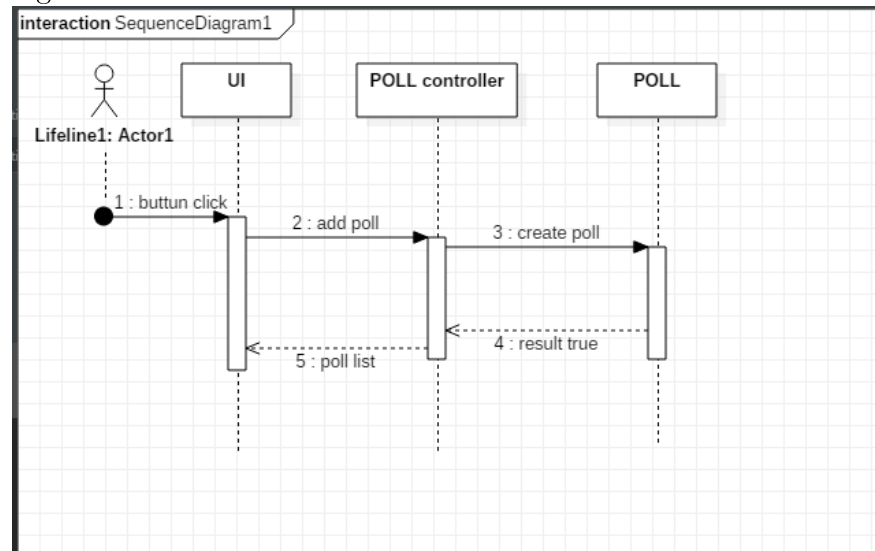 interaction SequenceDiagram1
UI
POLL controller
POLL
Lifeline1: Actor1
1 : buttun click
2 : add poll
3 : create poll
4 : result true
5 : poll list